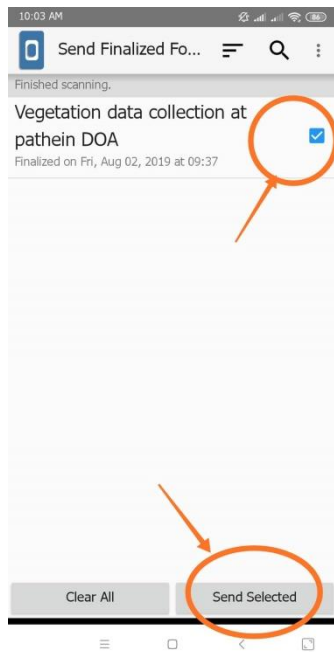 10:03 AM
86
Send Finalized Fo...
Finished scanning.
Vegetation data collection at
pathein DOA
Finalized on Fri, Aug 02, 2019 at 09:37
Clear All
Send Selected